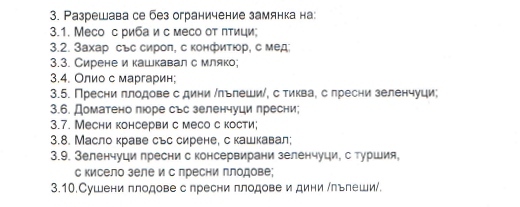 3. Разрешава се без ограничение замянка на:
3.1. Месо с риба и с месо от птици;
3.2. Захар със сироп, с конфитюр, с мед;
3.3. Сирене и кашкавал с мляко;
3.4. Олио с маргарин;
3.5. Пресни плодове с дини /пъпеши/, с тиква, с пресни зеленчуци;
3.6. Доматено пюре със зеленчуци пресни;
3.7. Месни консерви с месо с кости;
3.8. Масло краве със сирене, с кашкавал;
3.9. Зеленчуци пресни с консервирани зеленчуци, с туршия,
с кисело зеле и с пресни плодове;
3.10.Сушени плодове с пресни плодове и дини /пъпеши/.